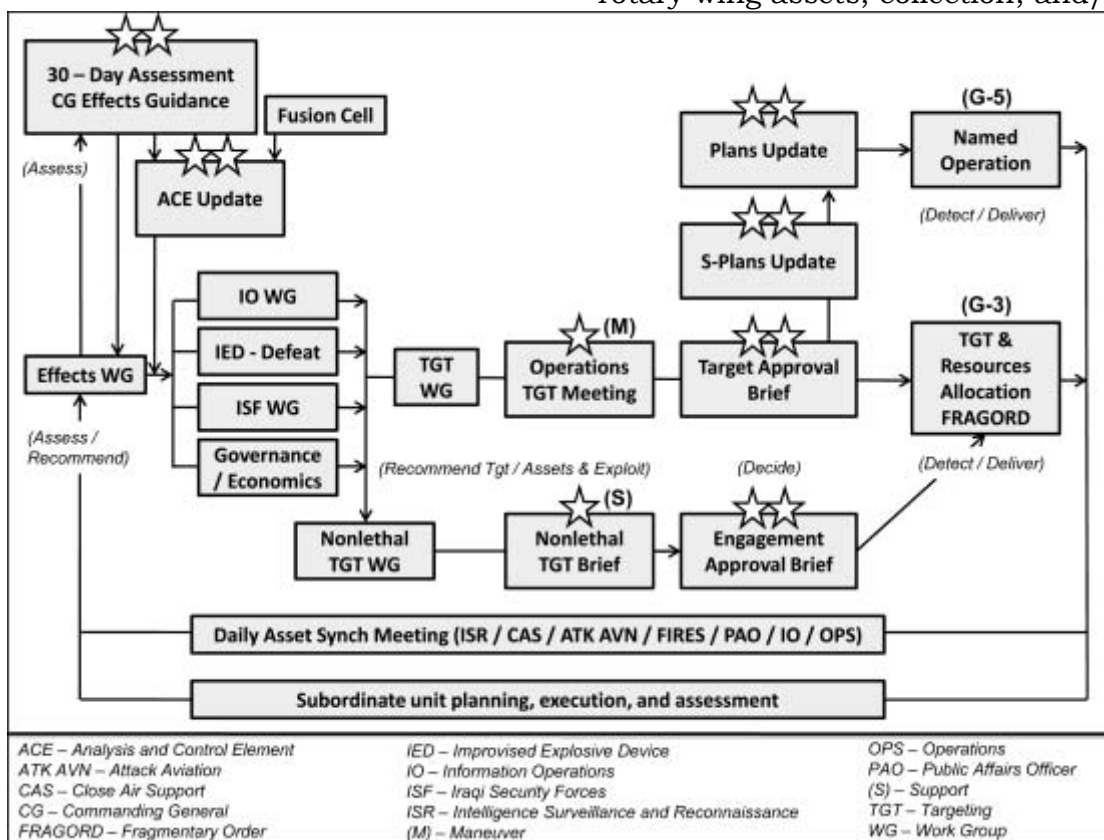 rotary wing assets, collection, and/
30 – Day Assessment
CG Effects Guidance
Fusion Cell
(Assess)
ACE Update
Plans Update
(G-5)
Named
Operation
(Detect / Deliver)
S-Plans Update
IO WG
IED - Defeat
ISF WG
Governance
/ Economics
Effects WG
(Assess /
Recommend)
TGT
WG
(M)
Operations
TGT Meeting
Target Approval
Brief
(G-3)
TGT &
Resources
Allocation
FRAGORD
(Recommend Tgt / Assets & Exploit)
(Decide)
(Detect / Deliver)
Nonlethal
TGT WG
(S)
Nonlethal
TGT Brief
Engagement
Approval Brief
Daily Asset Synch Meeting (ISR / CAS / ATK AVN / FIRES / PAO / IO / OPS)
Subordinate unit planning, execution, and assessment
ACE – Analysis and Control Element
ATK AVN – Attack Aviation
CAS – Close Air Support
CG – Commanding General
FRAGORD – Fragmentary Order
IED – Improvised Explosive Device
IO – Information Operations
ISF – Iraqi Security Forces
ISR – Intelligence Surveillance and Reconnaissance
(M) – Maneuver
OPS – Operations
PAO – Public Affairs Officer
(S) – Support
TGT – Targeting
WG – Work Group